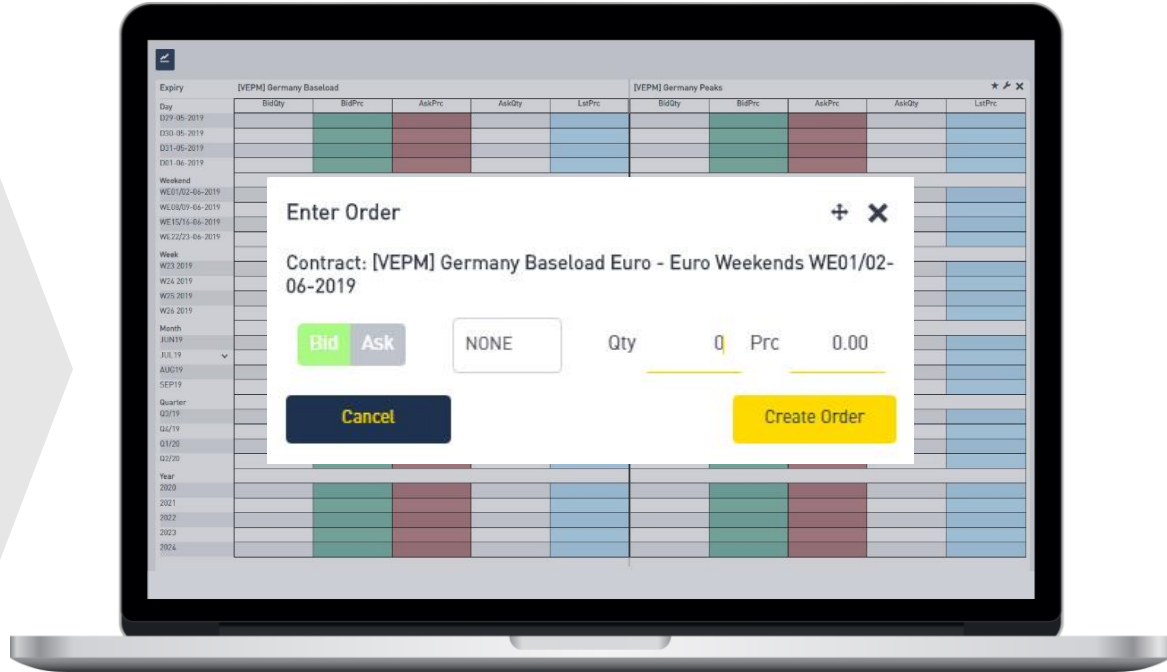 Expiry [VEPM] Germany Baseload [VEPM] Germany Peaks
Day BidQty BidPrc AskPrc AskQty LstPrc BidQty BidPrc AskPrc AskQty LstPrc
D29-05-2019
D30-05-2019
D31-05-2019
D01-06-2019
Weekend
WE01/02-06-2019
WE08/09-06-2019
WE15/16-06-2019
WE22/23-06-2019
Week
W23 2019
W24 2019
W25 2019
W26 2019
Month
JUN19
JUL19
AUG19
SEP19
Quarter
Q3/19
Q4/19
Q1/20
Q2/20
Year
2020
2021
2022
2023
2024
Enter Order
Contract: [VEPM] Germany Baseload Euro - Euro Weekends WE01/02-
06-2019
Bid Ask NONE Qty 0 Prc 0.00
Cancel Create Order